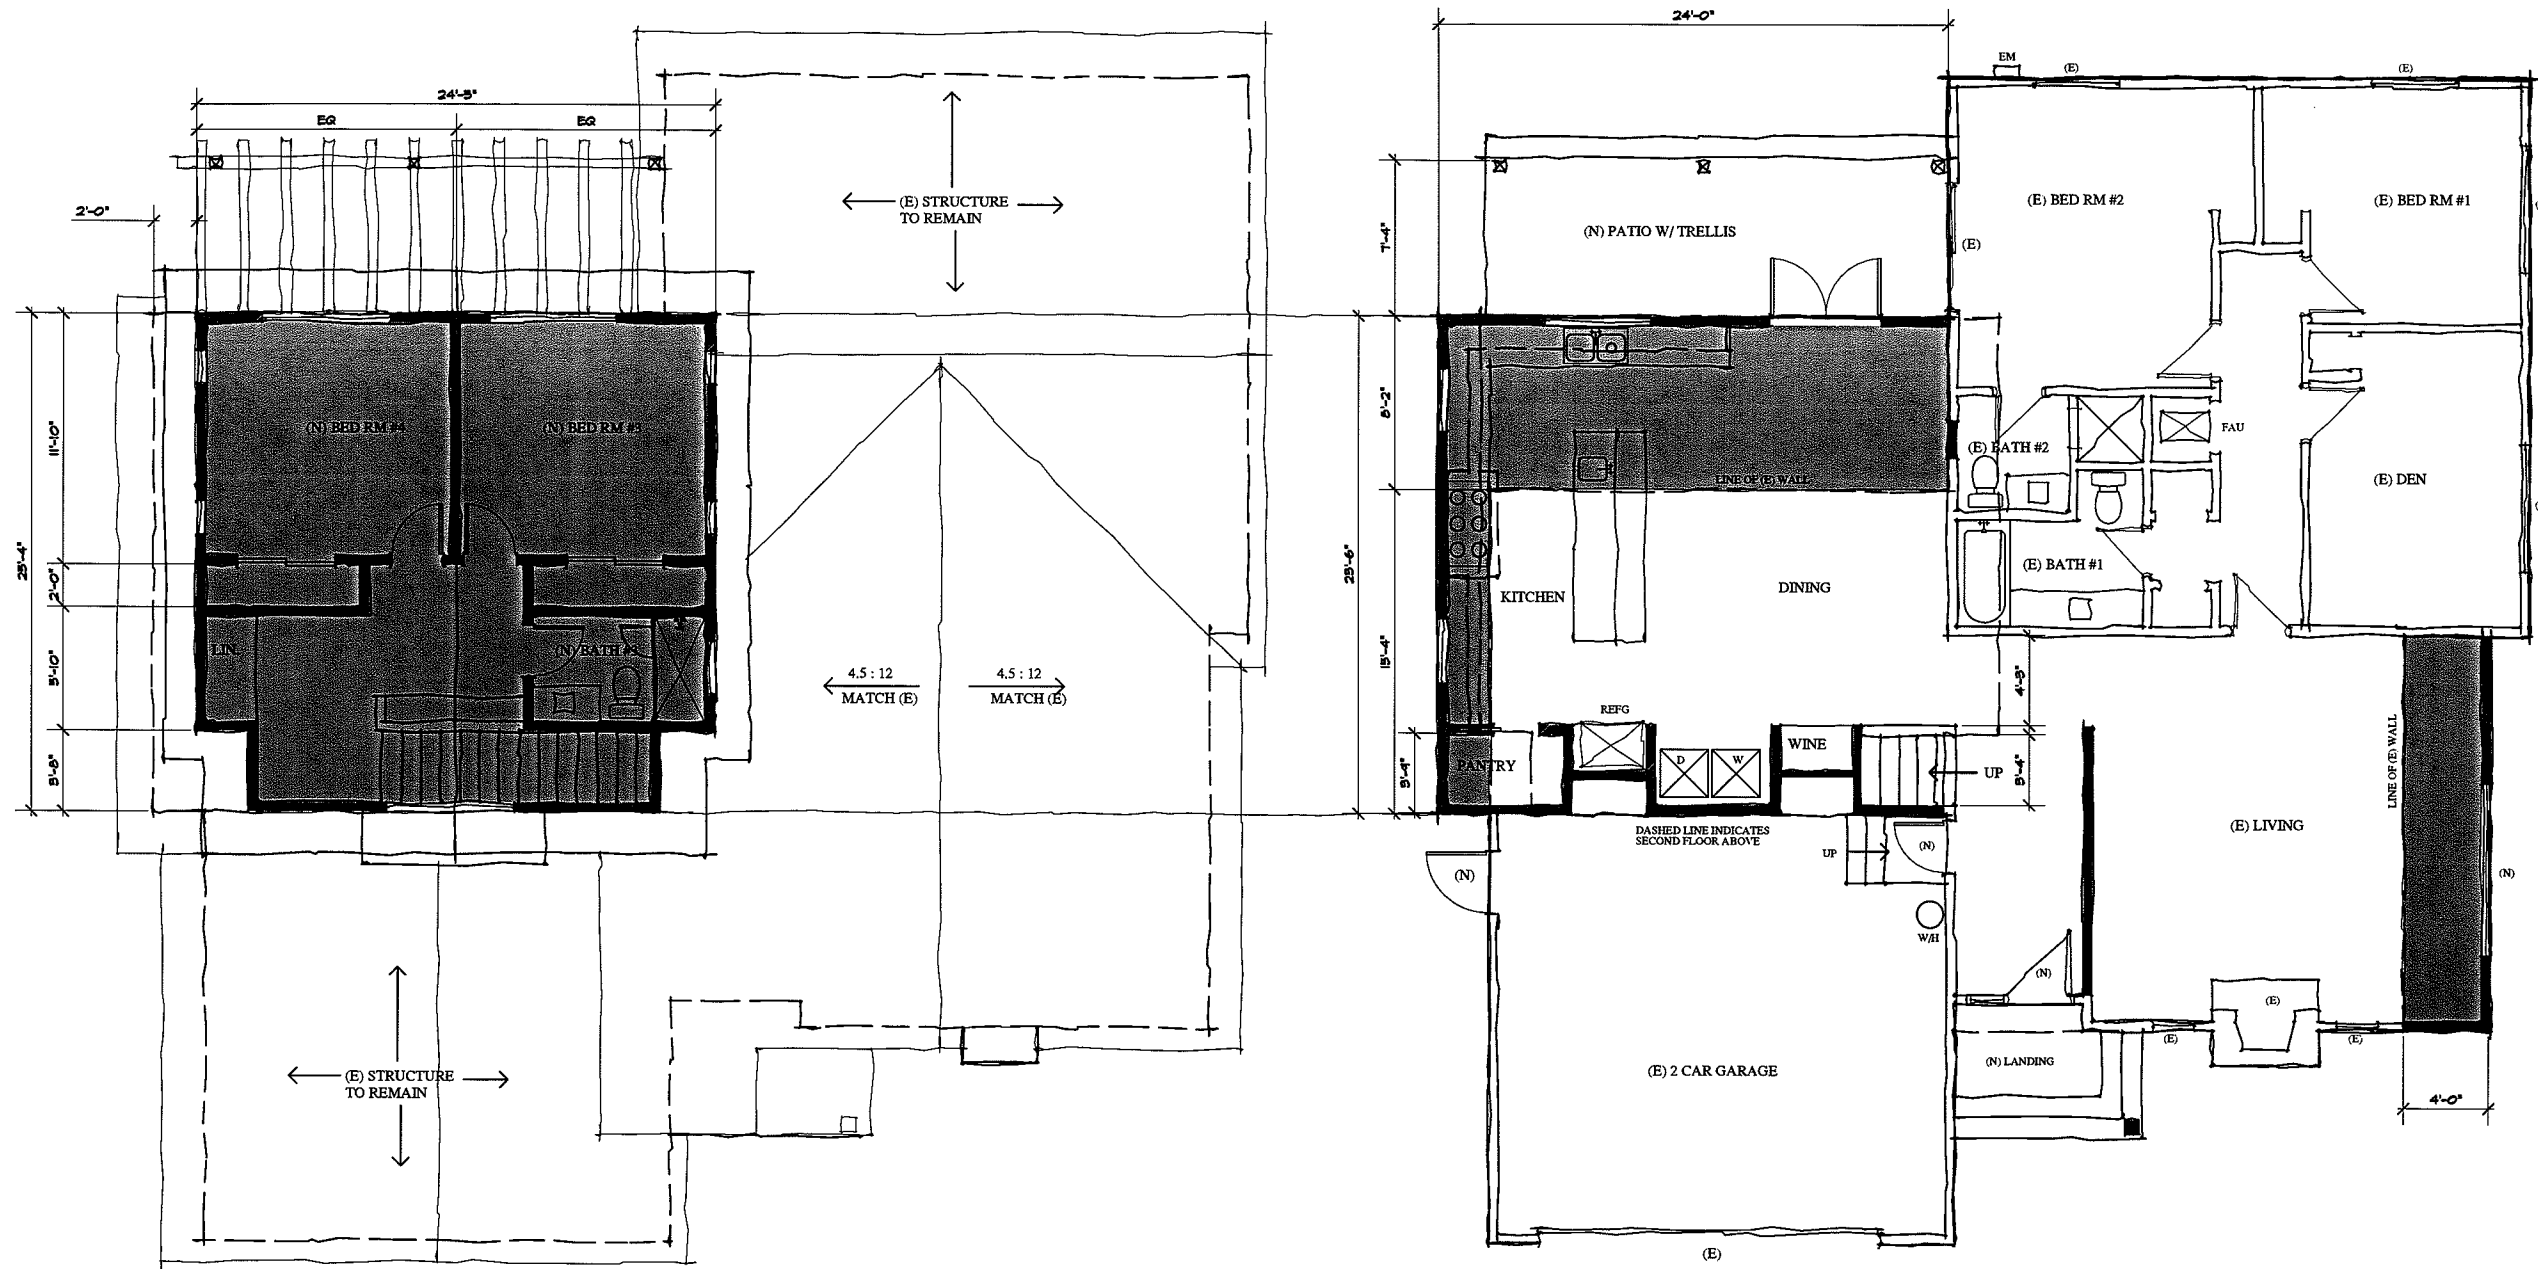 24'-5"
EQ
EQ
2'-0"
(E) STRUCTURE
TO REMAIN
23'-4"
11'-10"
2'-0"
5'-10"
3'-8"
(N) BED RM #4
(N) BED RM #3
LIN.
(N) BATH #3
4.5 : 12
MATCH (E)
4.5 : 12
MATCH (E)
(E) STRUCTURE
TO REMAIN
24'-0"
EM
(E)
(E)
7'-4"
(N) PATIO W/ TRELLIS
(E)
(E) BED RM #2
(E) BED RM #1
8'-2"
23'-6"
15'-4"
3'-9"
LINE OF (E) WALL
(E) BATH #2
FAU
(E) DEN
KITCHEN
DINING
(E) BATH #1
4'-3"
REFG
PANTRY
D
W
WINE
UP
3'-4"
LINE OF (E) WALL
(E) LIVING
DASHED LINE INDICATES
SECOND FLOOR ABOVE
UP
(N)
(N)
(N)
W/H
(N)
(E)
(E) 2 CAR GARAGE
(N) LANDING
(E)
(E)
4'-0"
(E)